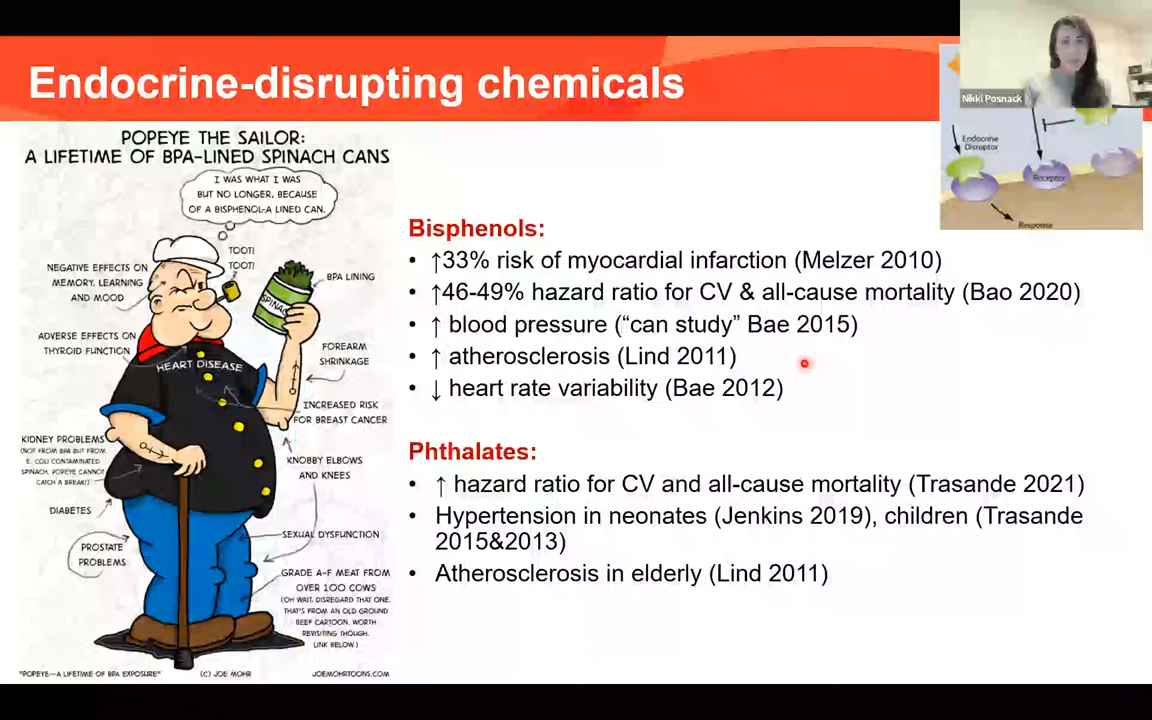 Endocrine-disrupting chemicals
Nikki Posnack
Endocrine
Disruptor
Receptor
Response
POPEYE THE SAILOR:
A LIFETIME OF BPA-LINED SPINACH CANS
I WAS WHAT I WAS
BUT NO LONGER, BECAUSE
OF A BISPHENOL-A LINED CAN.
TOOT!
TOOT!
NEGATIVE EFFECTS ON
MEMORY, LEARNING
AND MOOD
BPA LINING
SPINAC
ADVERSE EFFECTS ON
THYROID FUNCTION
FOREARM
SHRINKAGE
HEART DISEASE
INCREASED RISK
FOR BREAST CANCER
KIDNEY PROBLEMS
(NOT FROM BPA BUT FROM
E. COLI CONTAMINATED
SPINACH. POPEYE CANNOT
CATCH A BREAK!)
KNOBBY ELBOWS
AND KNEES
DIABETES
SEXUAL DYSFUNCTION
PROSTATE
PROBLEMS
GRADE A-F MEAT FROM
OVER 100 COWS
(OH WAIT, DISREGARD THAT ONE.
THAT'S FROM AN OLD GROUND
BEEF CARTOON. WORTH
REVISITING THOUGH.
LINK BELOW.)
"POPEYE—A LIFETIME OF BPA EXPOSURE"
(C) JOE MOHR
JOEMOHRTOONS.COM
Bisphenols:
• ↑33% risk of myocardial infarction (Melzer 2010)
• ↑46-49% hazard ratio for CV & all-cause mortality (Bao 2020)
• ↑ blood pressure (“can study” Bae 2015)
• ↑ atherosclerosis (Lind 2011)
• ↓ heart rate variability (Bae 2012)
Phthalates:
• ↑ hazard ratio for CV and all-cause mortality (Trasande 2021)
• Hypertension in neonates (Jenkins 2019), children (Trasande
2015&2013)
• Atherosclerosis in elderly (Lind 2011)